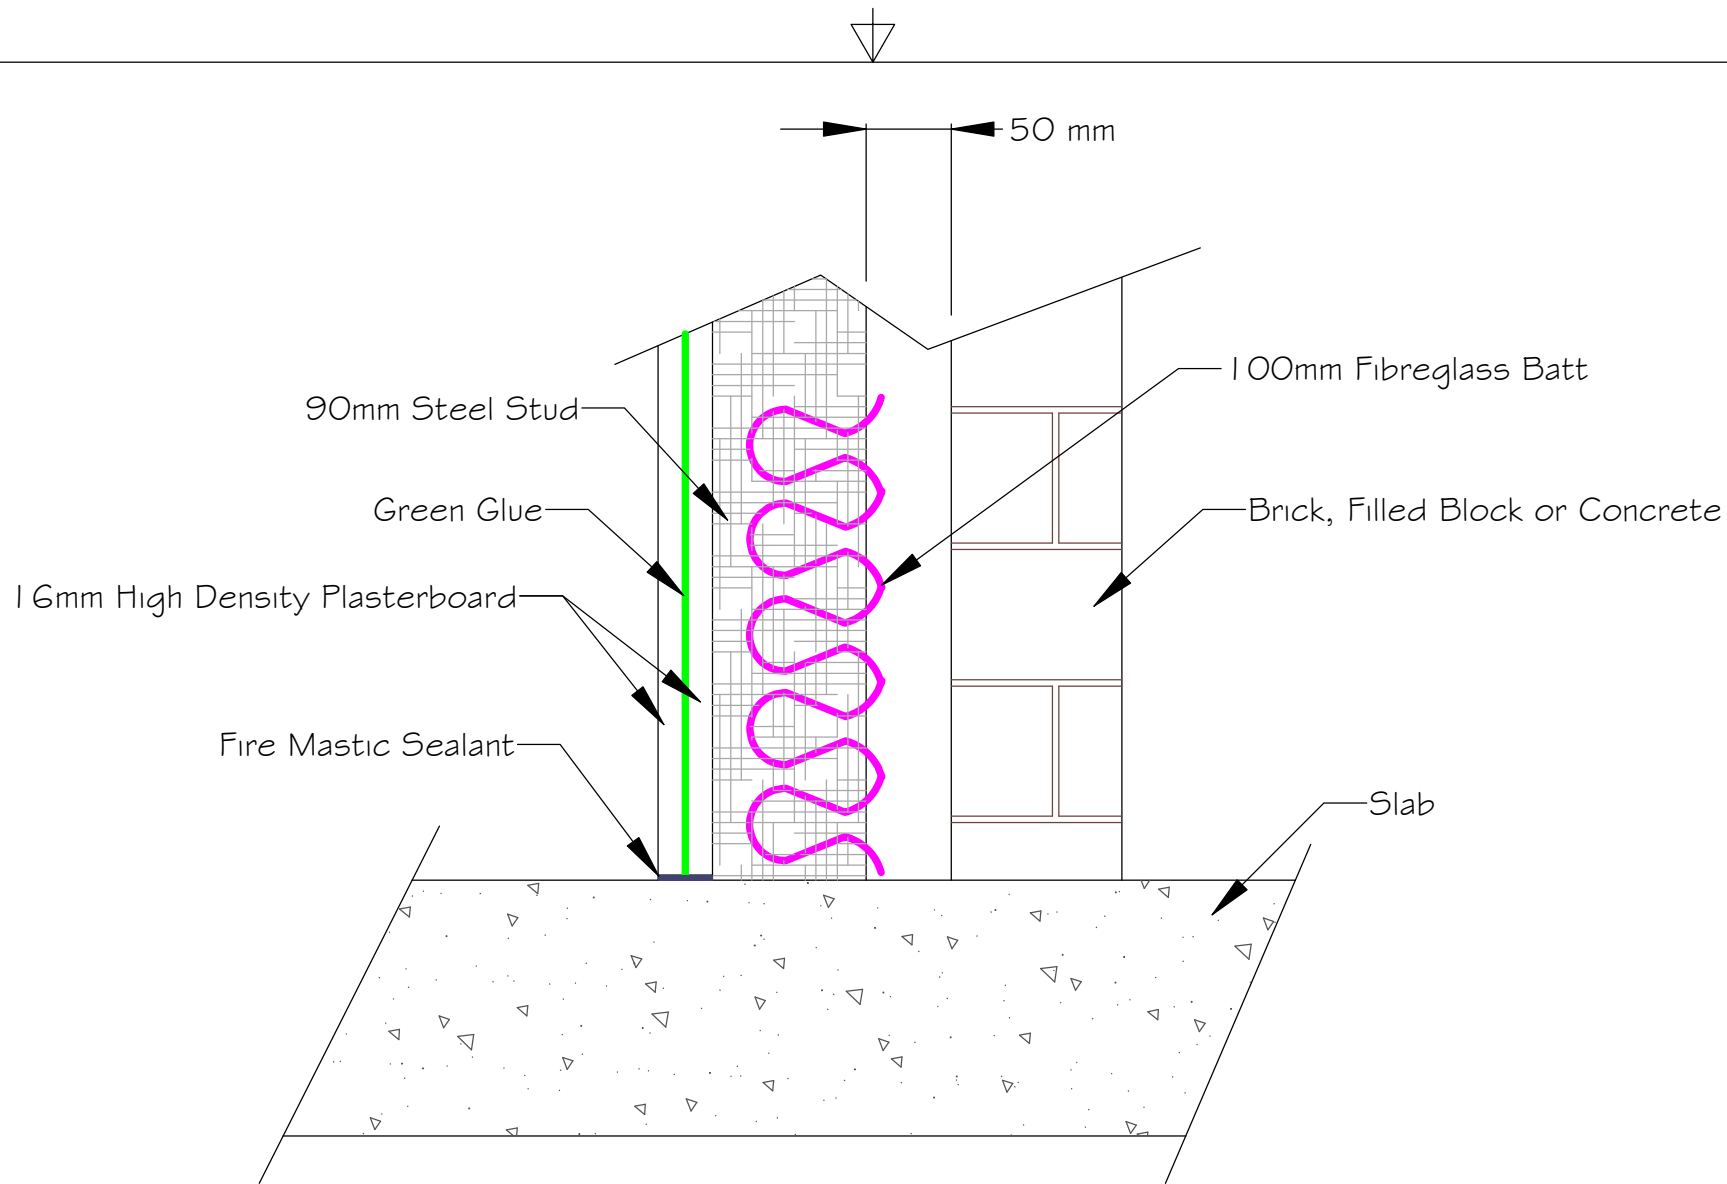 50 mm
100mm Fibreglass Batt
90mm Steel Stud
Green Glue
Brick, Filled Block or Concrete
16mm High Density Plasterboard
Fire Mastic Sealant
Slab